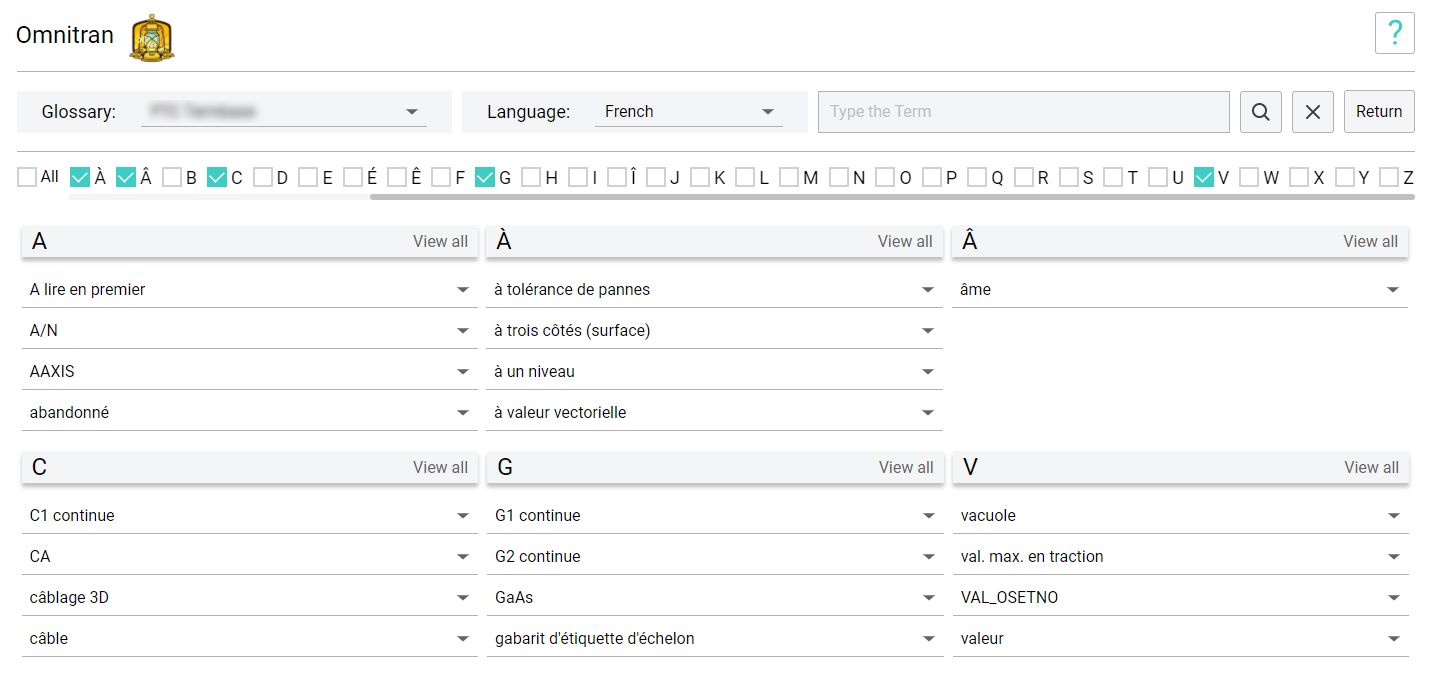 Omnitran
?
Glossary:
Language: French Type the Term Return
All À Â B C D E É Ê F G H I Î J K L M N O P Q R S T U V W X Y Z
A View all À View all Â View all
A lire en premier à tolérance de pannes âme
A/N à trois côtés (surface)
AAXIS à un niveau
abandonné à valeur vectorielle
C View all G View all V View all
C1 continue G1 continue vacuole
CA G2 continue val. max. en traction
câblage 3D GaAs VAL_OSETNO
câble gabarit d'étiquette d'échelon valeur